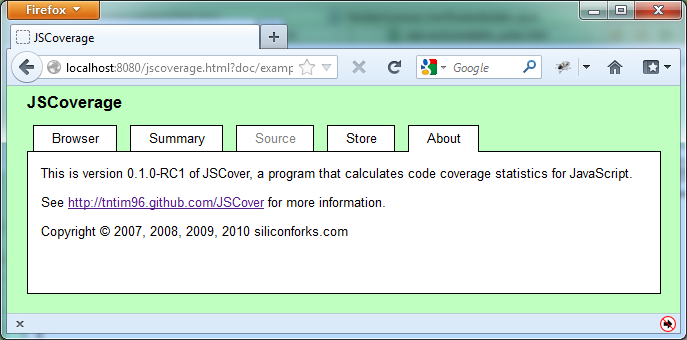 Firefox
JSCoverage
localhost:8080/jscoverage.html?doc/examp
Google
JSCoverage
Browser
Summary
Source
Store
About
This is version 0.1.0-RC1 of JSCover, a program that calculates code coverage statistics for JavaScript.
See http://tntim96.github.com/JSCover for more information.
Copyright © 2007, 2008, 2009, 2010 siliconforks.com